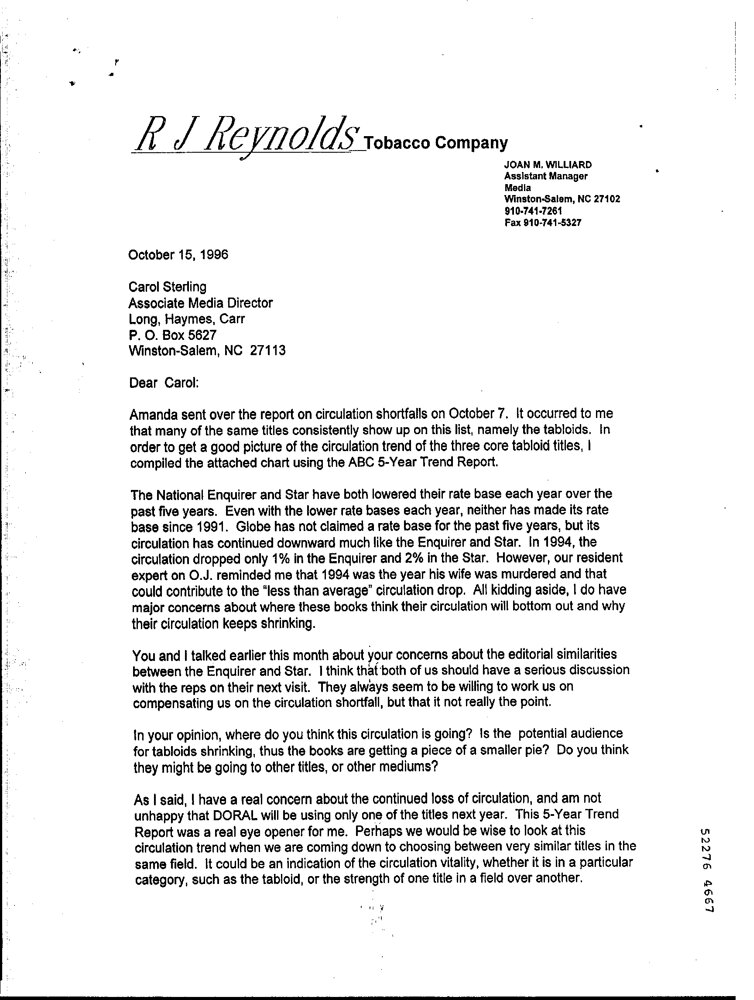 R J Reynolds Tobacco Company
JOAN M. WILLIARD
Assistant Manager
Media
Winston-Salem, NC 27102
910-741-7261
Fax 910-741-5327
October 15, 1996
Carol Sterling
Associate Media Director
Long, Haymes, Carr
P. O. Box 5627
Winston-Salem, NC 27113
Dear Carol:
Amanda sent over the report on circulation shortfalls on October 7. It occurred to me
that many of the same titles consistently show up on this list, namely the tabloids. In
order to get a good picture of the circulation trend of the three core tabloid titles, I
compiled the attached chart using the ABC 5-Year Trend Report.
The National Enquirer and Star have both lowered their rate base each year over the
past five years. Even with the lower rate bases each year, neither has made its rate
base since 1991. Globe has not claimed a rate base for the past five years, but its
circulation has continued downward much like the Enquirer and Star. In 1994, the
circulation dropped only 1% in the Enquirer and 2% in the Star. However, our resident
expert on O.J. reminded me that 1994 was the year his wife was murdered and that
could contribute to the "less than average" circulation drop. All kidding aside, I do have
major concerns about where these books think their circulation will bottom out and why
their circulation keeps shrinking.
You and I talked earlier this month about your concerns about the editorial similarities
between the Enquirer and Star. I think that both of us should have a serious discussion
with the reps on their next visit. They always seem to be willing to work us on
compensating us on the circulation shortfall, but that it not really the point.
In your opinion, where do you think this circulation is going? Is the potential audience
for tabloids shrinking, thus the books are getting a piece of a smaller pie? Do you think
they might be going to other titles, or other mediums?
As I said, I have a real concern about the continued loss of circulation, and am not
unhappy that DORAL will be using only one of the titles next year. This 5-Year Trend
Report was a real eye opener for me. Perhaps we would be wise to look at this
circulation trend when we are coming down to choosing between very similar titles in the
same field. It could be an indication of the circulation vitality, whether it is in a particular
category, such as the tabloid, or the strength of one title in a field over another.
52276 4667